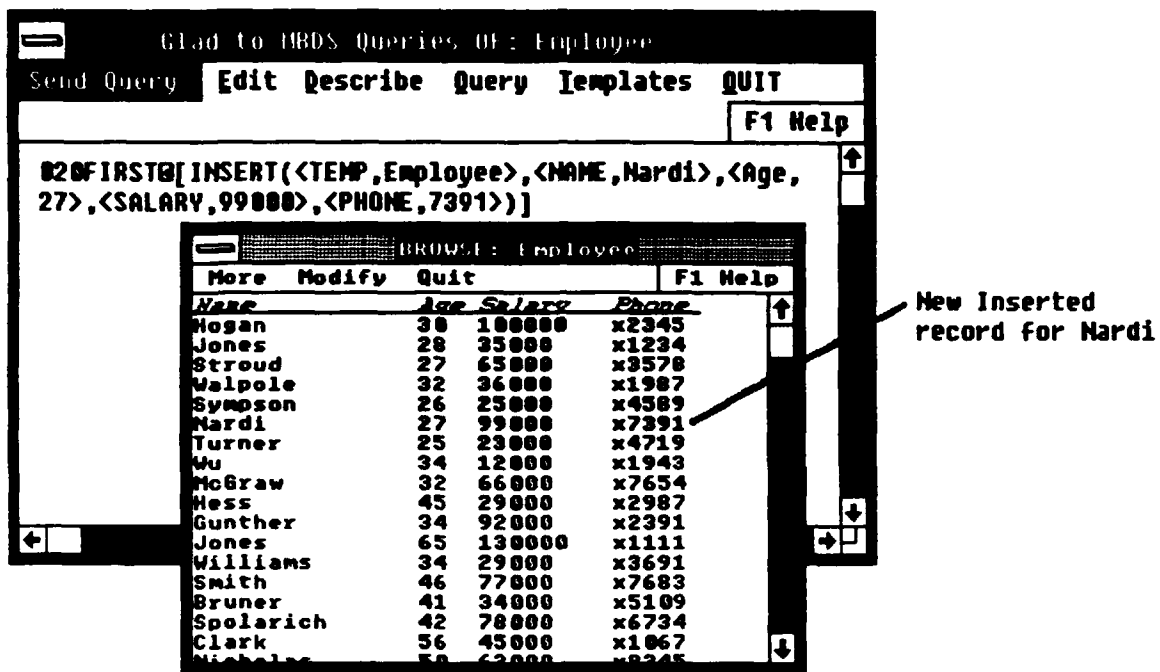 Glad to MBDS Queries OF: Employee
Send Query Edit Describe Query Templates QUIT
F1 Help
@20FIRST@[INSERT(<TEMP,Employee>,<NAME,Nardi>,<Age,
27>,<SALARY,99000>,<PHONE,7391>)]
BROWSE: Employee
More Modify Quit F1 Help
Name Age Salary Phone
Hogan 30 100000 x2345
Jones 28 35000 x1234
Stroud 27 65000 x3578
Walpole 32 36000 x1987
Sympson 26 25000 x4589
Nardi 27 99000 x7391
Turner 25 23000 x4719
Wu 34 12000 x1943
McGraw 32 66000 x7654
Hess 45 29000 x2987
Gunther 34 92000 x2391
Jones 65 130000 x1111
Williams 34 29000 x3691
Smith 46 77000 x7683
Bruner 41 34000 x5109
Spolarich 42 78000 x6734
Clark 56 45000 x1067
New Inserted
record for Nardi